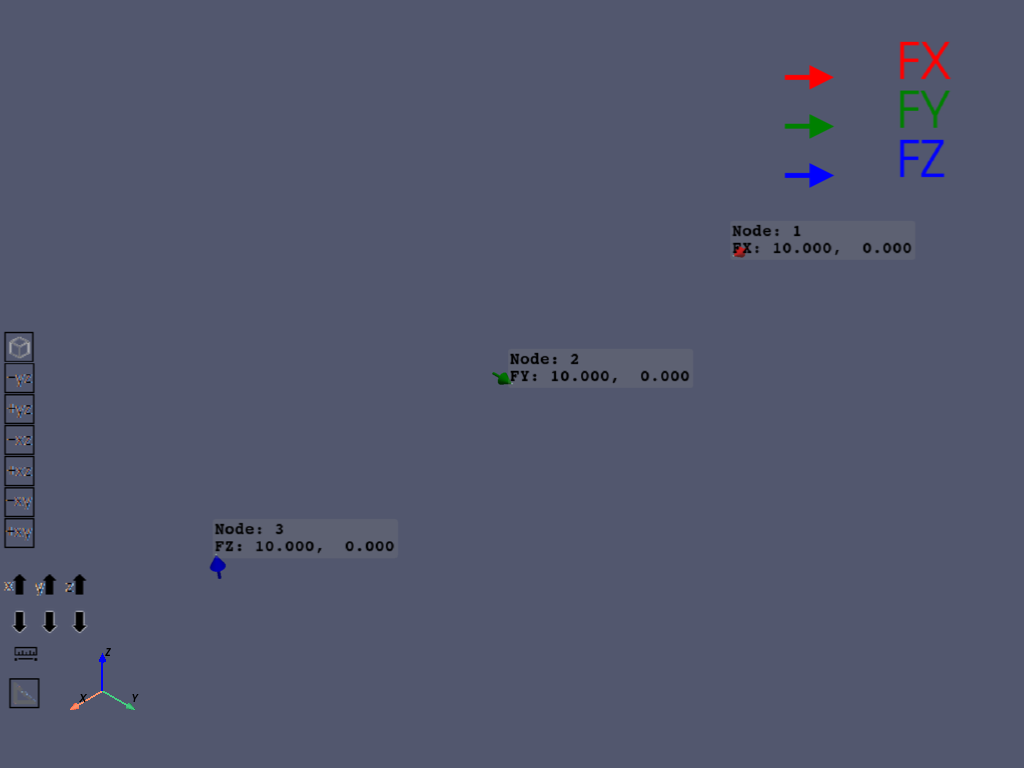 FX
FY
FZ
Node: 1
FX: 10.000,  0.000
Node: 2
FY: 10.000,  0.000
Node: 3
FZ: 10.000,  0.000
-yz
+yz
-xz
+xz
-xy
+xy
x y z
Z
X Y